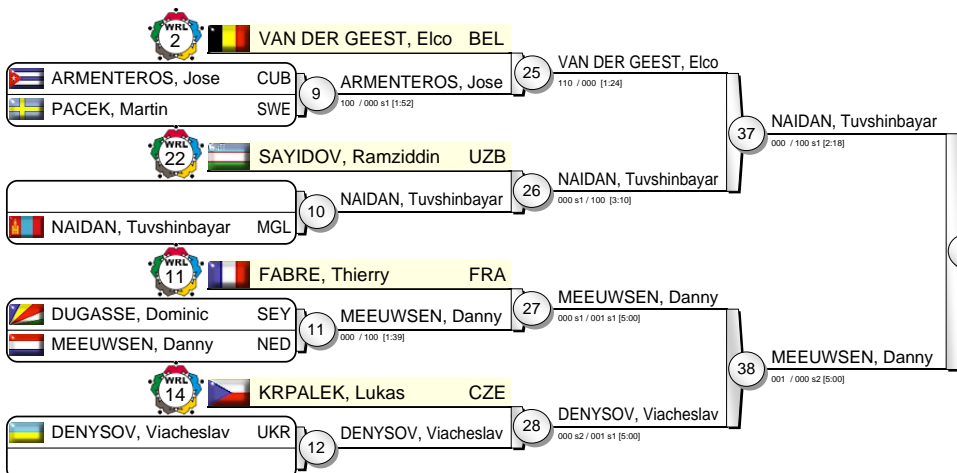 WRL 2 VAN DER GEEST, Elco BEL
ARMENTEROS, Jose CUB
PACEK, Martin SWE
9 ARMENTEROS, Jose
100 / 000 s1 [1:52]
25 VAN DER GEEST, Elco
110 / 000 [1:24]
WRL 22 SAYIDOV, Ramziddin UZB
NAIDAN, Tuvshinbayar MGL
10 NAIDAN, Tuvshinbayar
26 NAIDAN, Tuvshinbayar
000 s1 / 100 [3:10]
37 NAIDAN, Tuvshinbayar
000 / 100 s1 [2:18]
WRL 11 FABRE, Thierry FRA
DUGASSE, Dominic SEY
MEEUWSEN, Danny NED
11 MEEUWSEN, Danny
000 / 100 [1:39]
27 MEEUWSEN, Danny
000 s1 / 001 s1 [5:00]
WRL 14 KRPALEK, Lukas CZE
DENYSOV, Viacheslav UKR
12 DENYSOV, Viacheslav
28 DENYSOV, Viacheslav
000 s2 / 001 s1 [5:00]
38 MEEUWSEN, Danny
001 / 000 s2 [5:00]